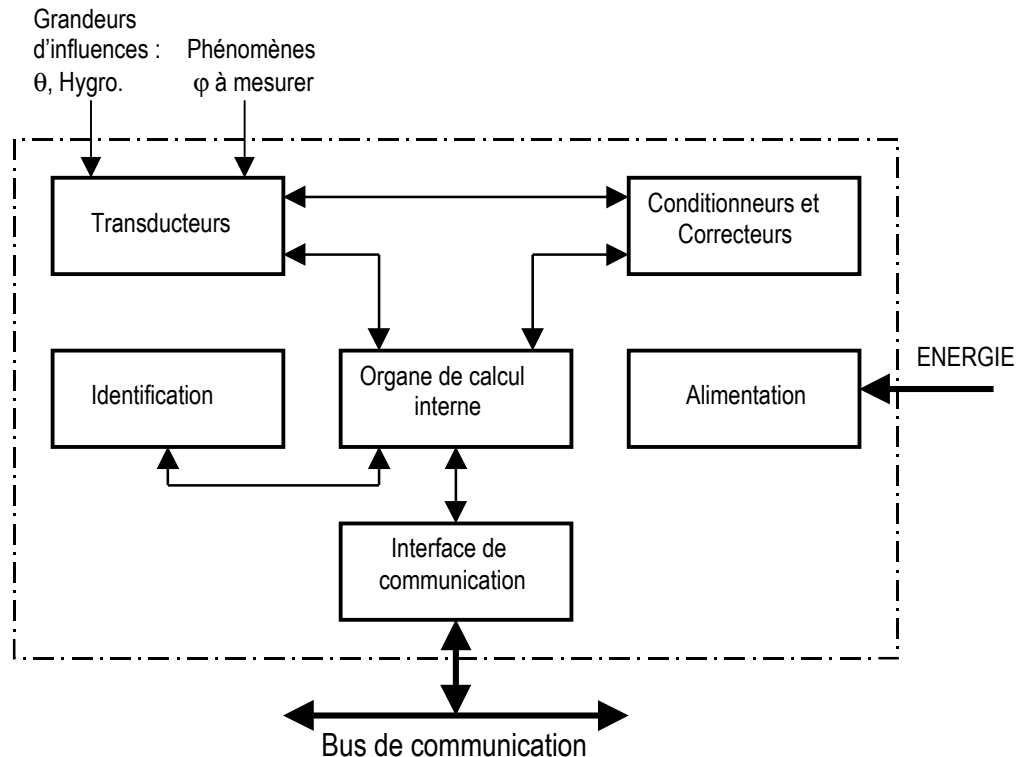 Grandeurs
d’influences :
θ, Hygro.
Phénomènes
φ à mesurer
Transducteurs
Conditionneurs et
Correcteurs
Identification
Organe de calcul
interne
Alimentation
ENERGIE
Interface de
communication
Bus de communication